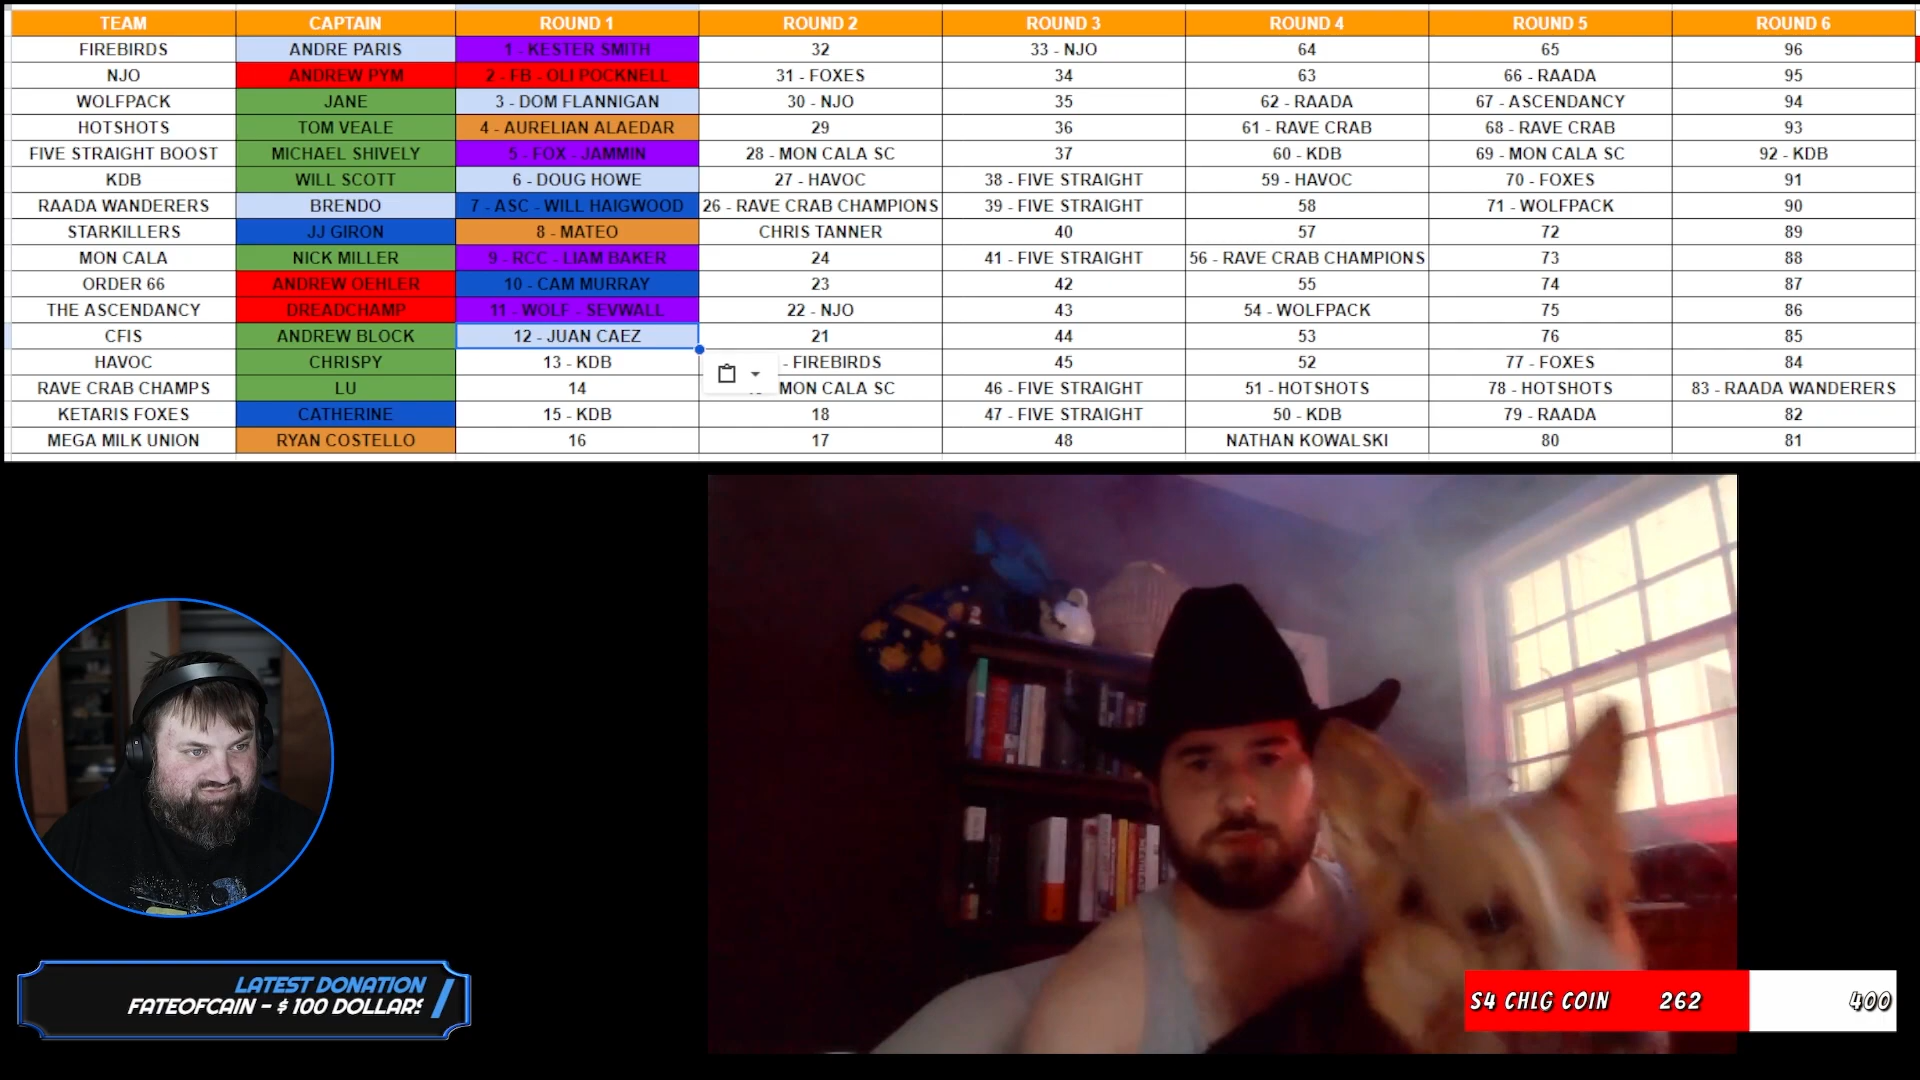 TEAM CAPTAIN ROUND 1 ROUND 2 ROUND 3 ROUND 4 ROUND 5 ROUND 6
FIREBIRDS ANDRE PARIS 1 - KESTER SMITH 32 33 - NJO 64 65 96
NJO ANDREW PYM 2 - FB - OLI POCKNELL 31 - FOXES 34 63 66 - RAADA 95
WOLFPACK JANE 3 - DOM FLANNIGAN 30 - NJO 35 62 - RAADA 67 - ASCENDANCY 94
HOTSHOTS TOM VEALE 4 - AURELIAN ALAEDAR 29 36 61 - RAVE CRAB 68 - RAVE CRAB 93
FIVE STRAIGHT BOOST MICHAEL SHIVELY 5 - FOX - JAMMIN 28 - MON CALA SC 37 60 - KDB 69 - MON CALA SC 92 - KDB
KDB WILL SCOTT 6 - DOUG HOWE 27 - HAVOC 38 - FIVE STRAIGHT 59 - HAVOC 70 - FOXES 91
RAADA WANDERERS BRENDO 7 - ASC - WILL HAIGWOOD 26 - RAVE CRAB CHAMPIONS 39 - FIVE STRAIGHT 58 71 - WOLFPACK 90
STARKILLERS JJ GIRON 8 - MATEO CHRIS TANNER 40 57 72 89
MON CALA NICK MILLER 9 - RCC - LIAM BAKER 24 41 - FIVE STRAIGHT 56 - RAVE CRAB CHAMPIONS 73 88
ORDER 66 ANDREW OEHLER 10 - CAM MURRAY 23 42 55 74 87
THE ASCENDANCY DREADCHAMP 11 - WOLF - SEVWALL 22 - NJO 43 54 - WOLFPACK 75 86
CFIS ANDREW BLOCK 12 - JUAN CAEZ 21 44 53 76 85
HAVOC CHRISPY 13 - KDB - FIREBIRDS 45 52 77 - FOXES 84
RAVE CRAB CHAMPS LU 14 MON CALA SC 46 - FIVE STRAIGHT 51 - HOTSHOTS 78 - HOTSHOTS 83 - RAADA WANDERERS
KETARIS FOXES CATHERINE 15 - KDB 18 47 - FIVE STRAIGHT 50 - KDB 79 - RAADA 82
MEGA MILK UNION RYAN COSTELLO 16 17 48 NATHAN KOWALSKI 80 81
LATEST DONATION
FATEOFCAIN - $ 100 DOLLAR!
S4 CHLG COIN 262 400